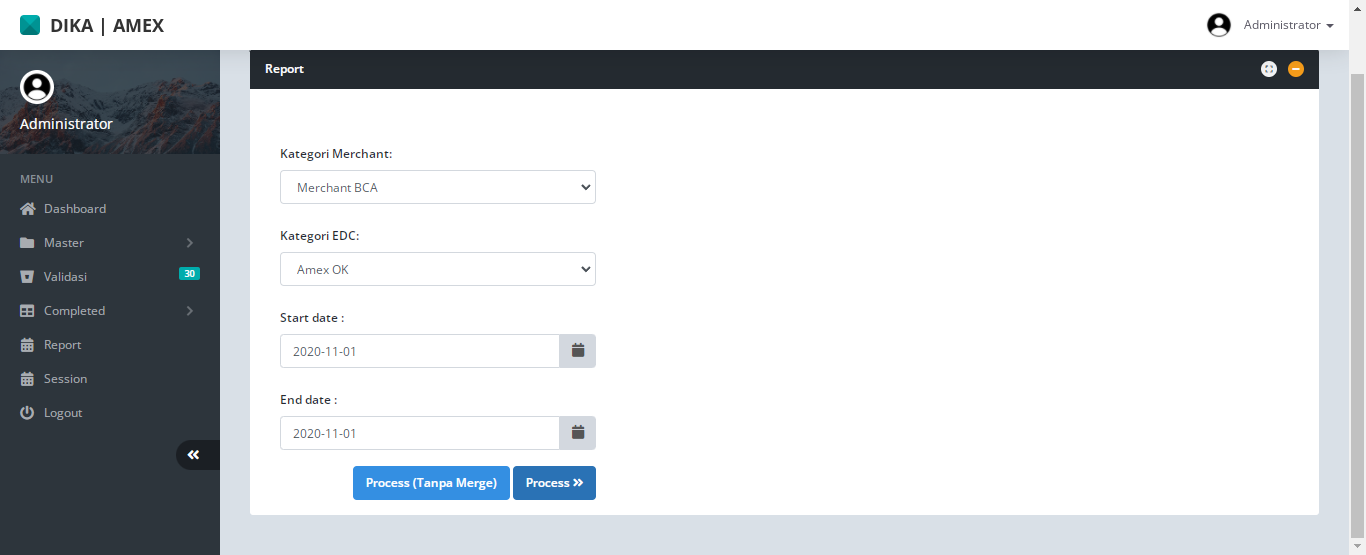 DIKA | AMEX
Administrator
Administrator
MENU
Dashboard
Master
Validasi 30
Completed
Report
Session
Logout
Report
Kategori Merchant:
Merchant BCA
Kategori EDC:
Amex OK
Start date :
2020-11-01
End date :
2020-11-01
Process (Tanpa Merge) Process